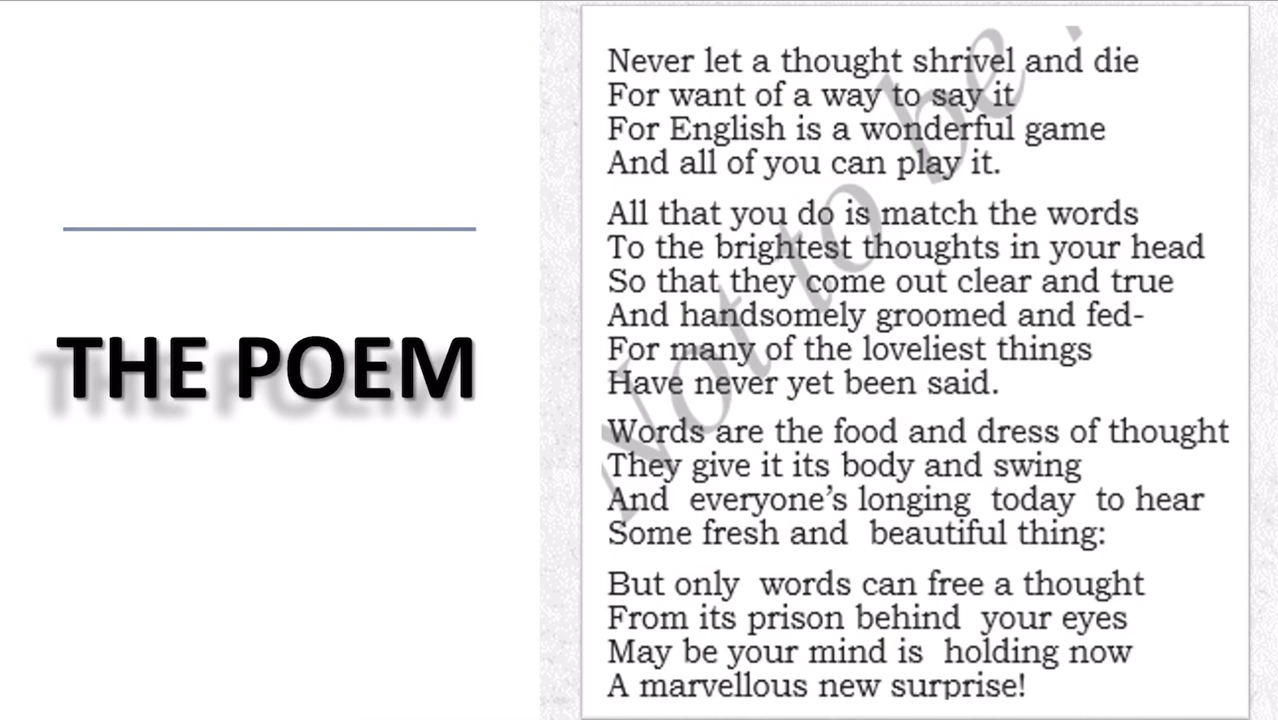 THE POEM
Never let a thought shrivel and die
For want of a way to say it
For English is a wonderful game
And all of you can play it.
All that you do is match the words
To the brightest thoughts in your head
So that they come out clear and true
And handsomely groomed and fed-
For many of the loveliest things
Have never yet been said.
Words are the food and dress of thought
They give it its body and swing
And everyone’s longing today to hear
Some fresh and beautiful thing:
But only words can free a thought
From its prison behind your eyes
May be your mind is holding now
A marvellous new surprise!
Not to be